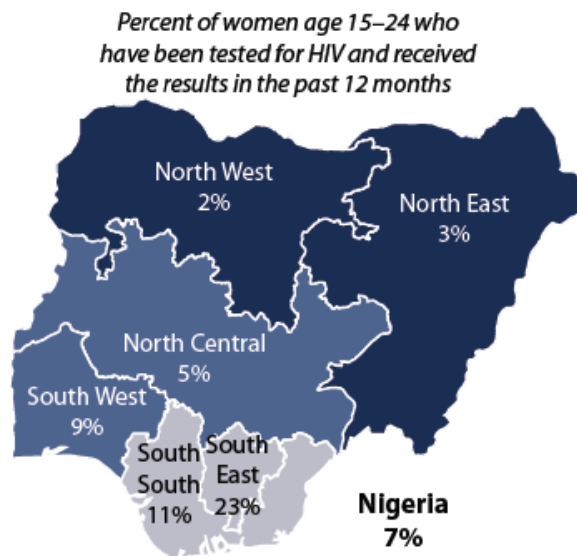 Percent of women age 15–24 who
have been tested for HIV and received
the results in the past 12 months
North West
2%
North East
3%
North Central
5%
South West
9%
South
South
11%
South
East
23%
Nigeria
7%